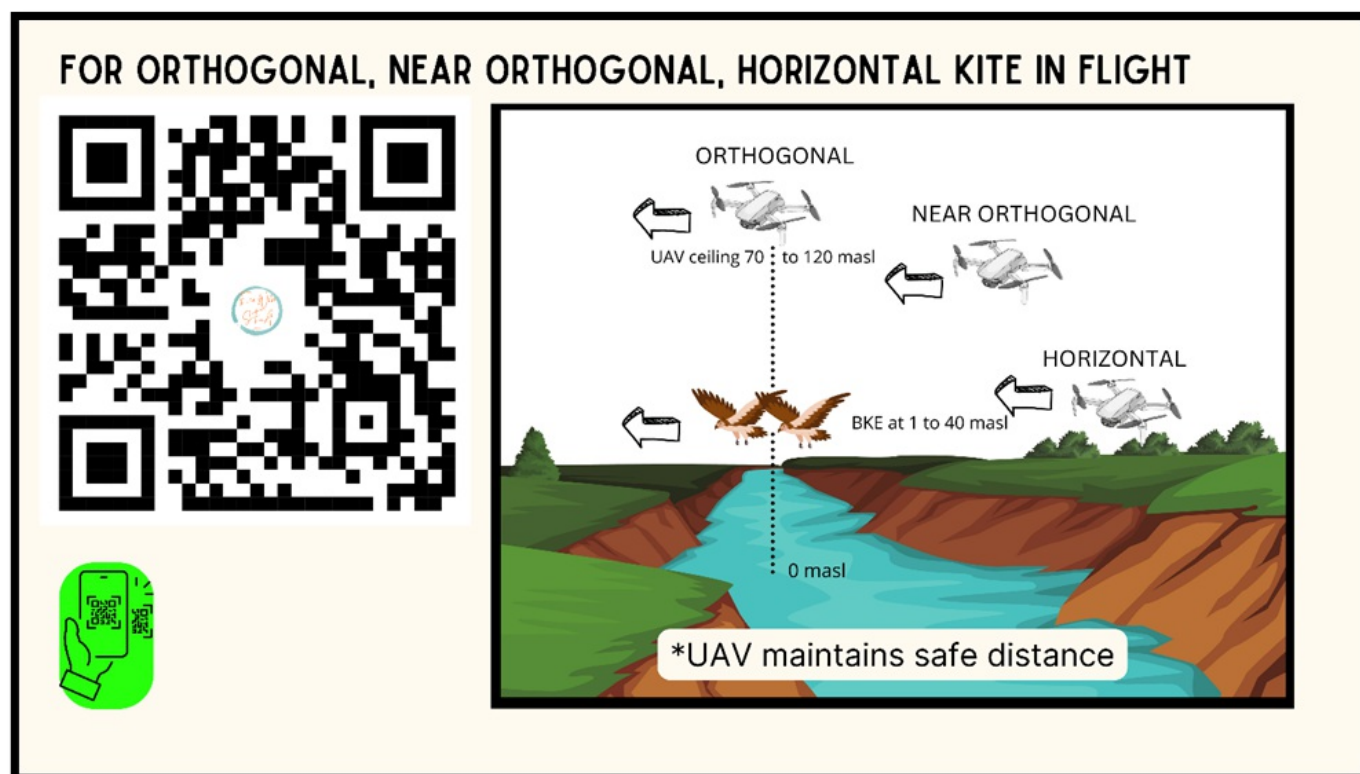 FOR ORTHOGONAL, NEAR ORTHOGONAL, HORIZONTAL KITE IN FLIGHT
ORTHOGONAL
NEAR ORTHOGONAL
UAV ceiling 70 to 120 masl
HORIZONTAL
BKE at 1 to 40 masl
0 masl
*UAV maintains safe distance